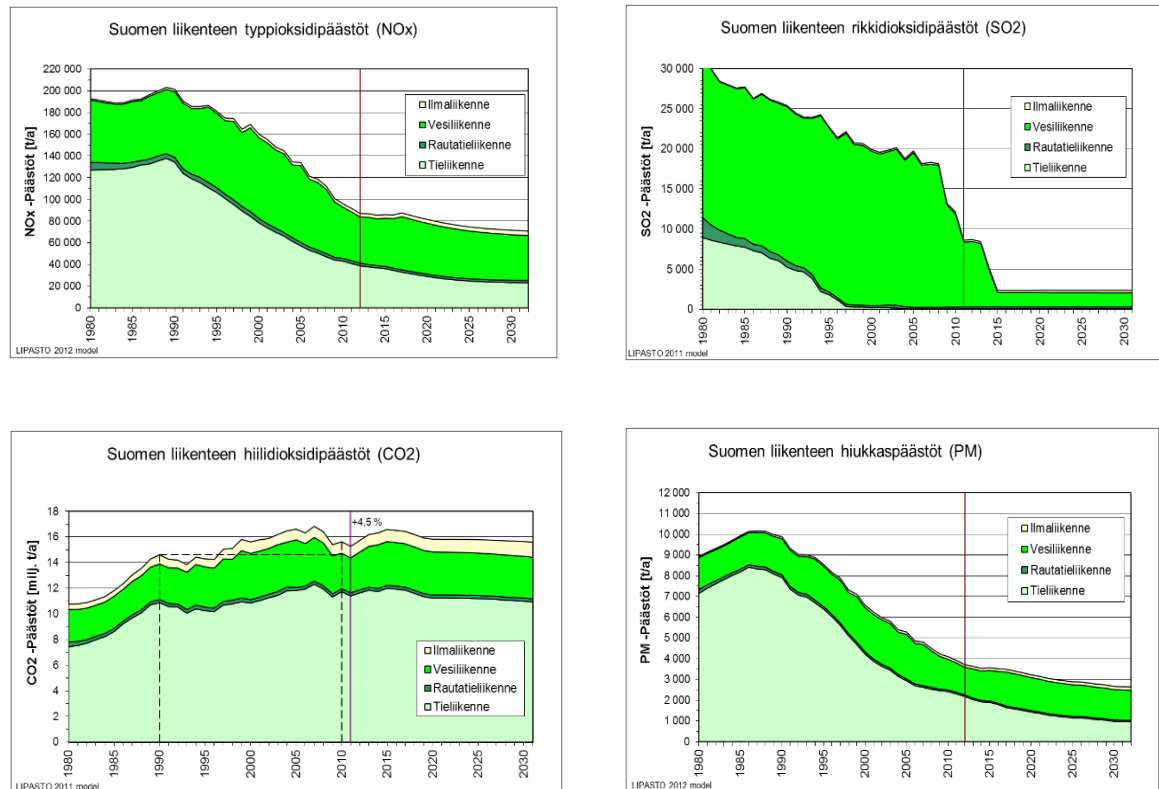 Suomen liikenteen typpioksidipäästöt (NOx)
NOx -Päästöt [t/a]
220 000
200 000
180 000
160 000
140 000
120 000
100 000
80 000
60 000
40 000
20 000
0
Ilmaliikenne
Vesiliikenne
Rautatieliikenne
Tieliikenne
1980 1985 1990 1995 2000 2005 2010 2015 2020 2025 2030
LIPASTO 2012 model
Suomen liikenteen rikkidioksidipäästöt (SO2)
SO2 -Päästöt [t/a]
30 000
25 000
20 000
15 000
10 000
5 000
0
Ilmaliikenne
Vesiliikenne
Rautatieliikenne
Tieliikenne
1980 1985 1990 1995 2000 2005 2010 2015 2020 2025 2030
LIPASTO 2011 model
Suomen liikenteen hiilidioksidipäästöt (CO2)
CO2 -Päästöt [milj. t/a]
18
16
14
12
10
8
6
4
2
0
+4,5 %
Ilmaliikenne
Vesiliikenne
Rautatieliikenne
Tieliikenne
1980 1985 1990 1995 2000 2005 2010 2015 2020 2025 2030
LIPASTO 2011 model
Suomen liikenteen hiukkaspäästöt (PM)
PM -Päästöt [t/a]
12 000
11 000
10 000
9 000
8 000
7 000
6 000
5 000
4 000
3 000
2 000
1 000
0
Ilmaliikenne
Vesiliikenne
Rautatieliikenne
Tieliikenne
1980 1985 1990 1995 2000 2005 2010 2015 2020 2025 2030
LIPASTO 2012 model